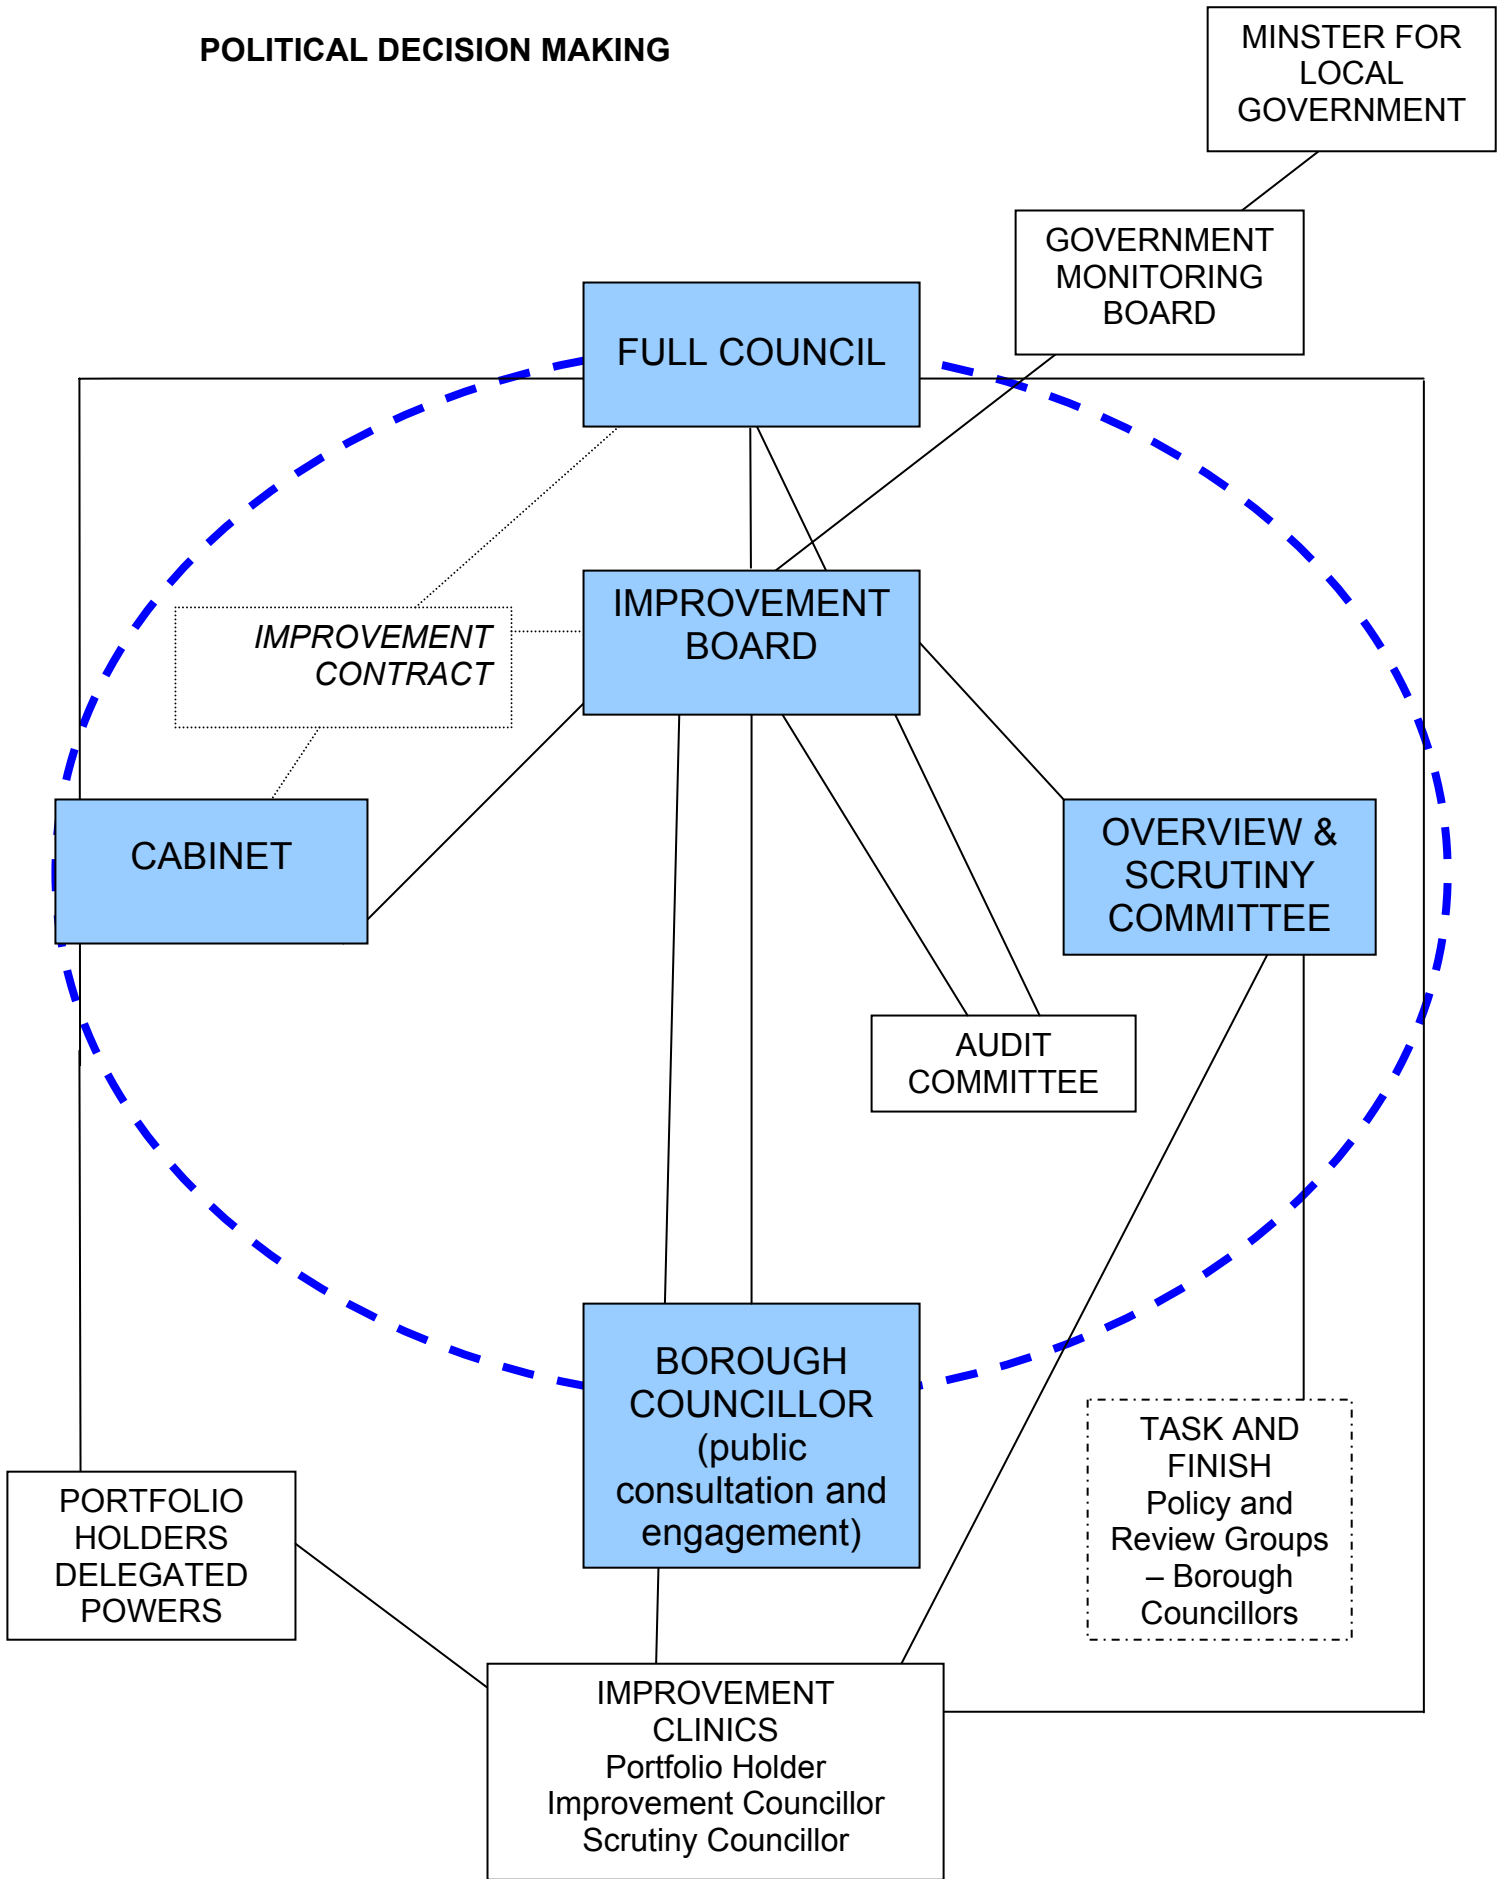 POLITICAL DECISION MAKING
MINSTER FOR
LOCAL
GOVERNMENT
GOVERNMENT
MONITORING
BOARD
FULL COUNCIL
IMPROVEMENT
BOARD
IMPROVEMENT
CONTRACT
CABINET
OVERVIEW &
SCRUTINY
COMMITTEE
AUDIT
COMMITTEE
BOROUGH
COUNCILLOR
(public
consultation and
engagement)
TASK AND
FINISH
Policy and
Review Groups
– Borough
Councillors
PORTFOLIO
HOLDERS
DELEGATED
POWERS
IMPROVEMENT
CLINICS
Portfolio Holder
Improvement Councillor
Scrutiny Councillor